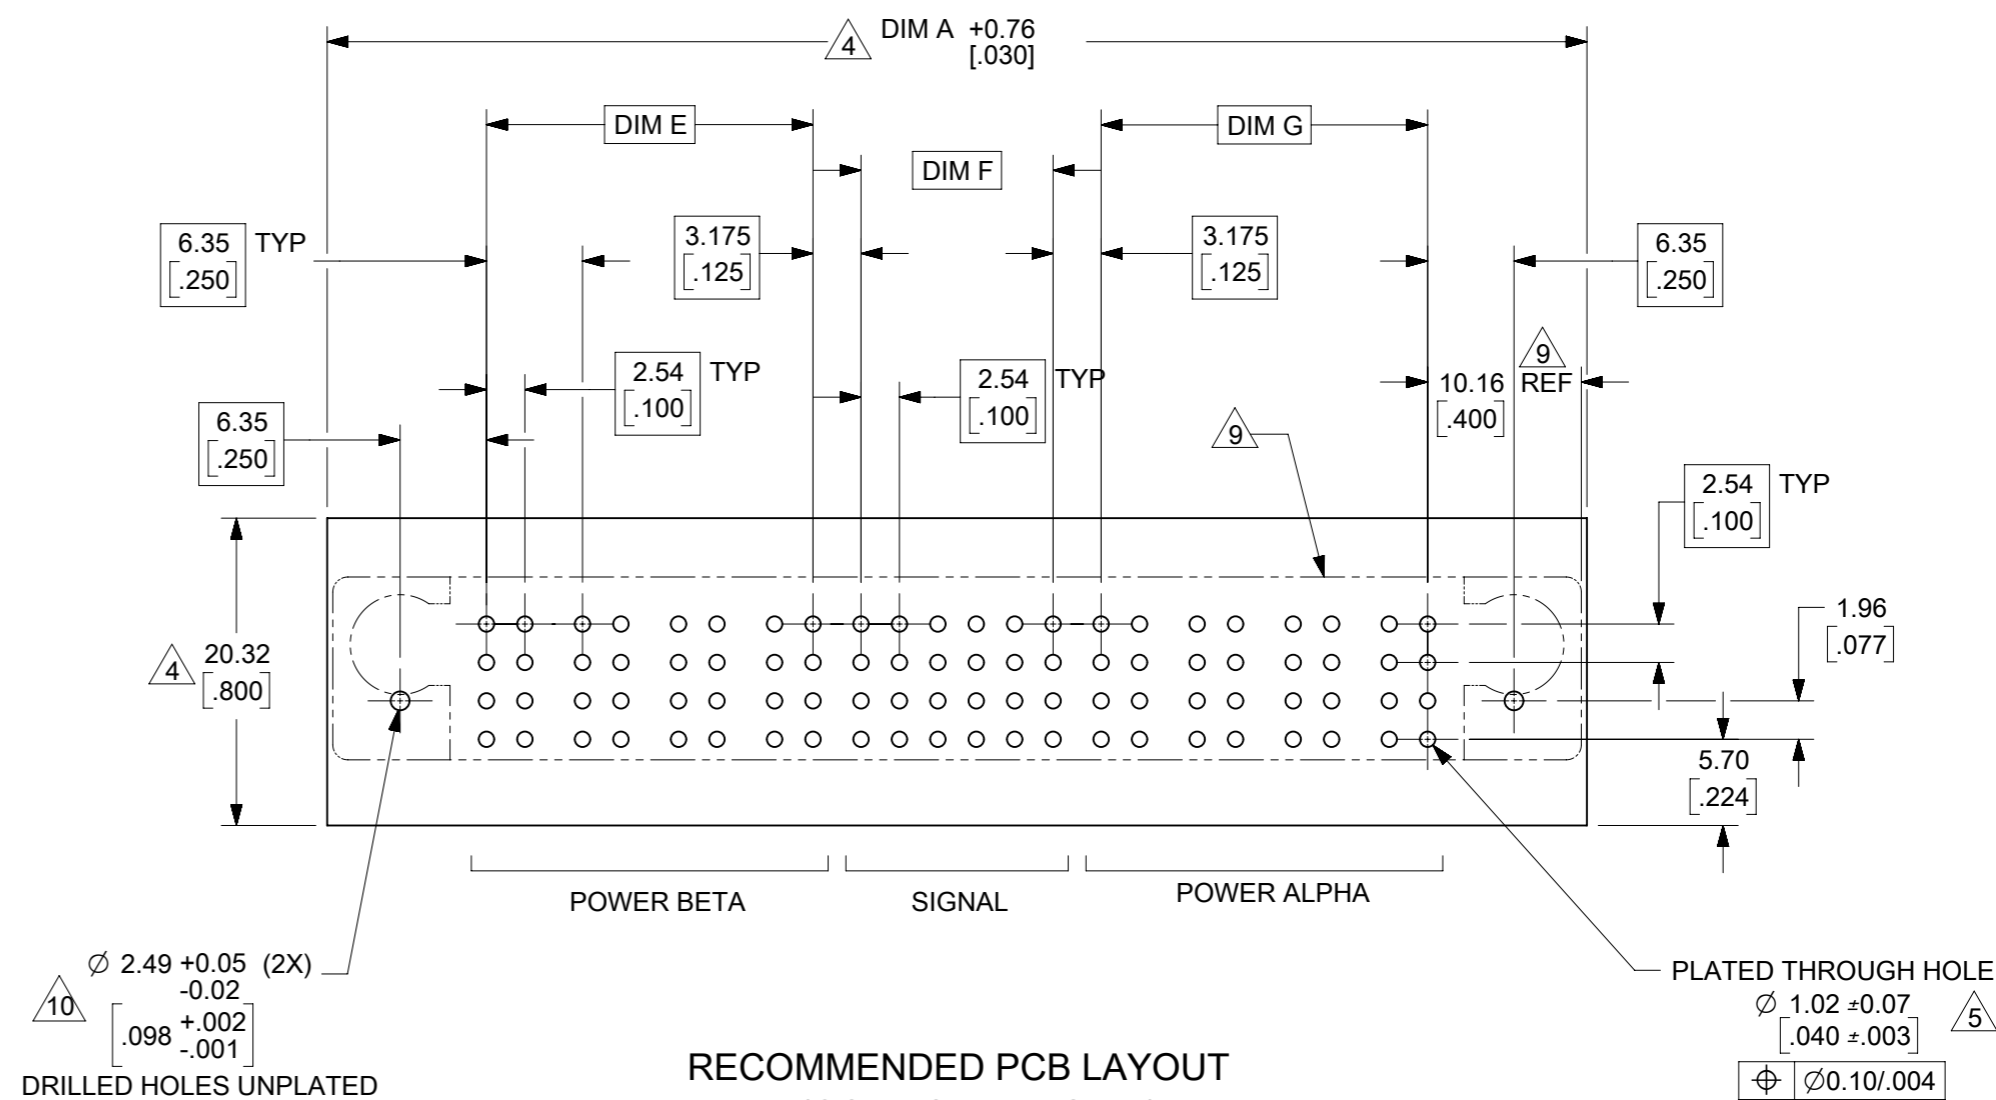 4 DIM A +0.76
[.030]
DIM E
DIM G
DIM F
6.35 TYP
[.250]
3.175
[.125]
3.175
[.125]
6.35
[.250]
2.54 TYP
[.100]
2.54 TYP
[.100]
9
10.16 REF
[.400]
6.35
[.250]
9
2.54 TYP
[.100]
1.96
[.077]
4 20.32
[.800]
5.70
[.224]
POWER BETA
SIGNAL
POWER ALPHA
Ø 2.49 +0.05 (2X)
-0.02
10
[.098 +.002
-.001]
DRILLED HOLES UNPLATED
PLATED THROUGH HOLE
Ø 1.02 ±0.07
5
[.040 ±.003]
⌖ Ø0.10/.004
RECOMMENDED PCB LAYOUT